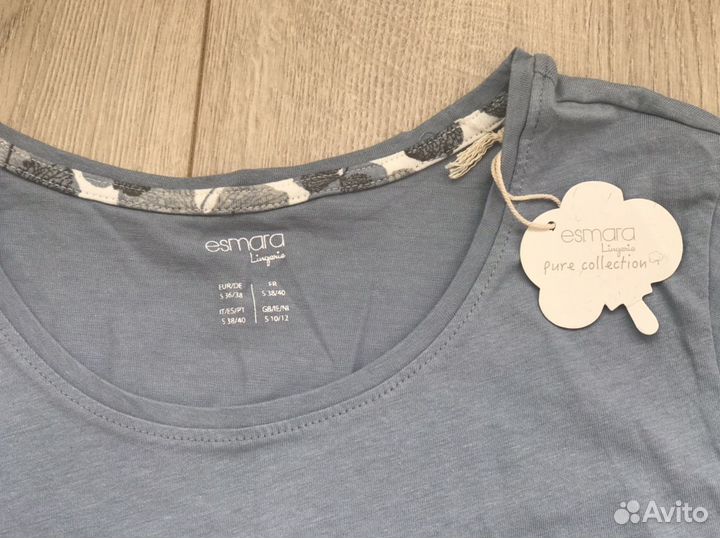 esmara
Lingerie
EUR/DE
S 36/38
FR
S 38/40
IT/ES/PT
S 38/40
GB/IE/NI
S 10/12
esmara
Lingerie
pure collection
Avito